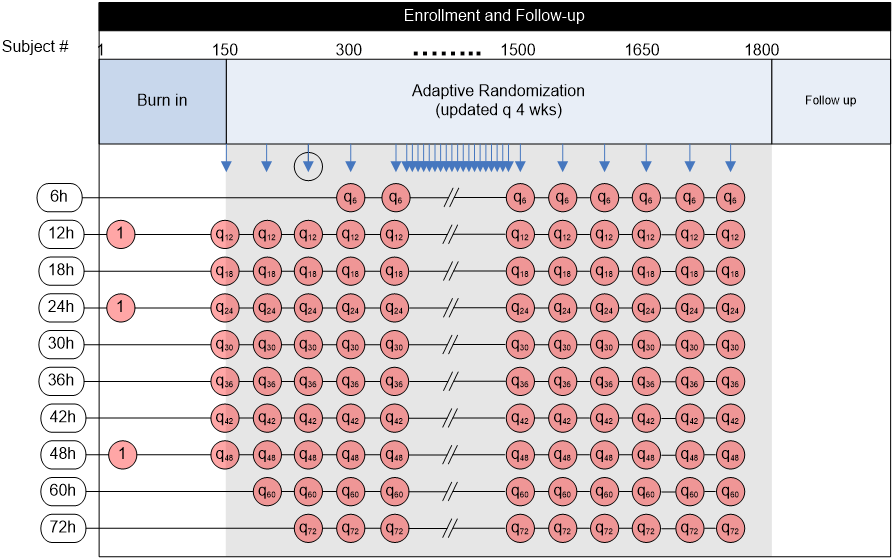 Enrollment and Follow-up
Subject # 1 150 300 ........ 1500 1650 1800
Burn in
Adaptive Randomization
(updated q 4 wks)
Follow up
6h q6 q6 // q6 q6 q6 q6 q6 q6
12h 1 q12 q12 q12 q12 q12 // q12 q12 q12 q12 q12 q12
18h q18 q18 q18 q18 q18 // q18 q18 q18 q18 q18 q18
24h 1 q24 q24 q24 q24 q24 // q24 q24 q24 q24 q24 q24
30h q30 q30 q30 q30 q30 // q30 q30 q30 q30 q30 q30
36h q36 q36 q36 q36 q36 // q36 q36 q36 q36 q36 q36
42h q42 q42 q42 q42 q42 // q42 q42 q42 q42 q42 q42
48h 1 q48 q48 q48 q48 q48 // q48 q48 q48 q48 q48 q48
60h q60 q60 q60 q60 // q60 q60 q60 q60 q60 q60
72h q72 q72 q72 // q72 q72 q72 q72 q72 q72